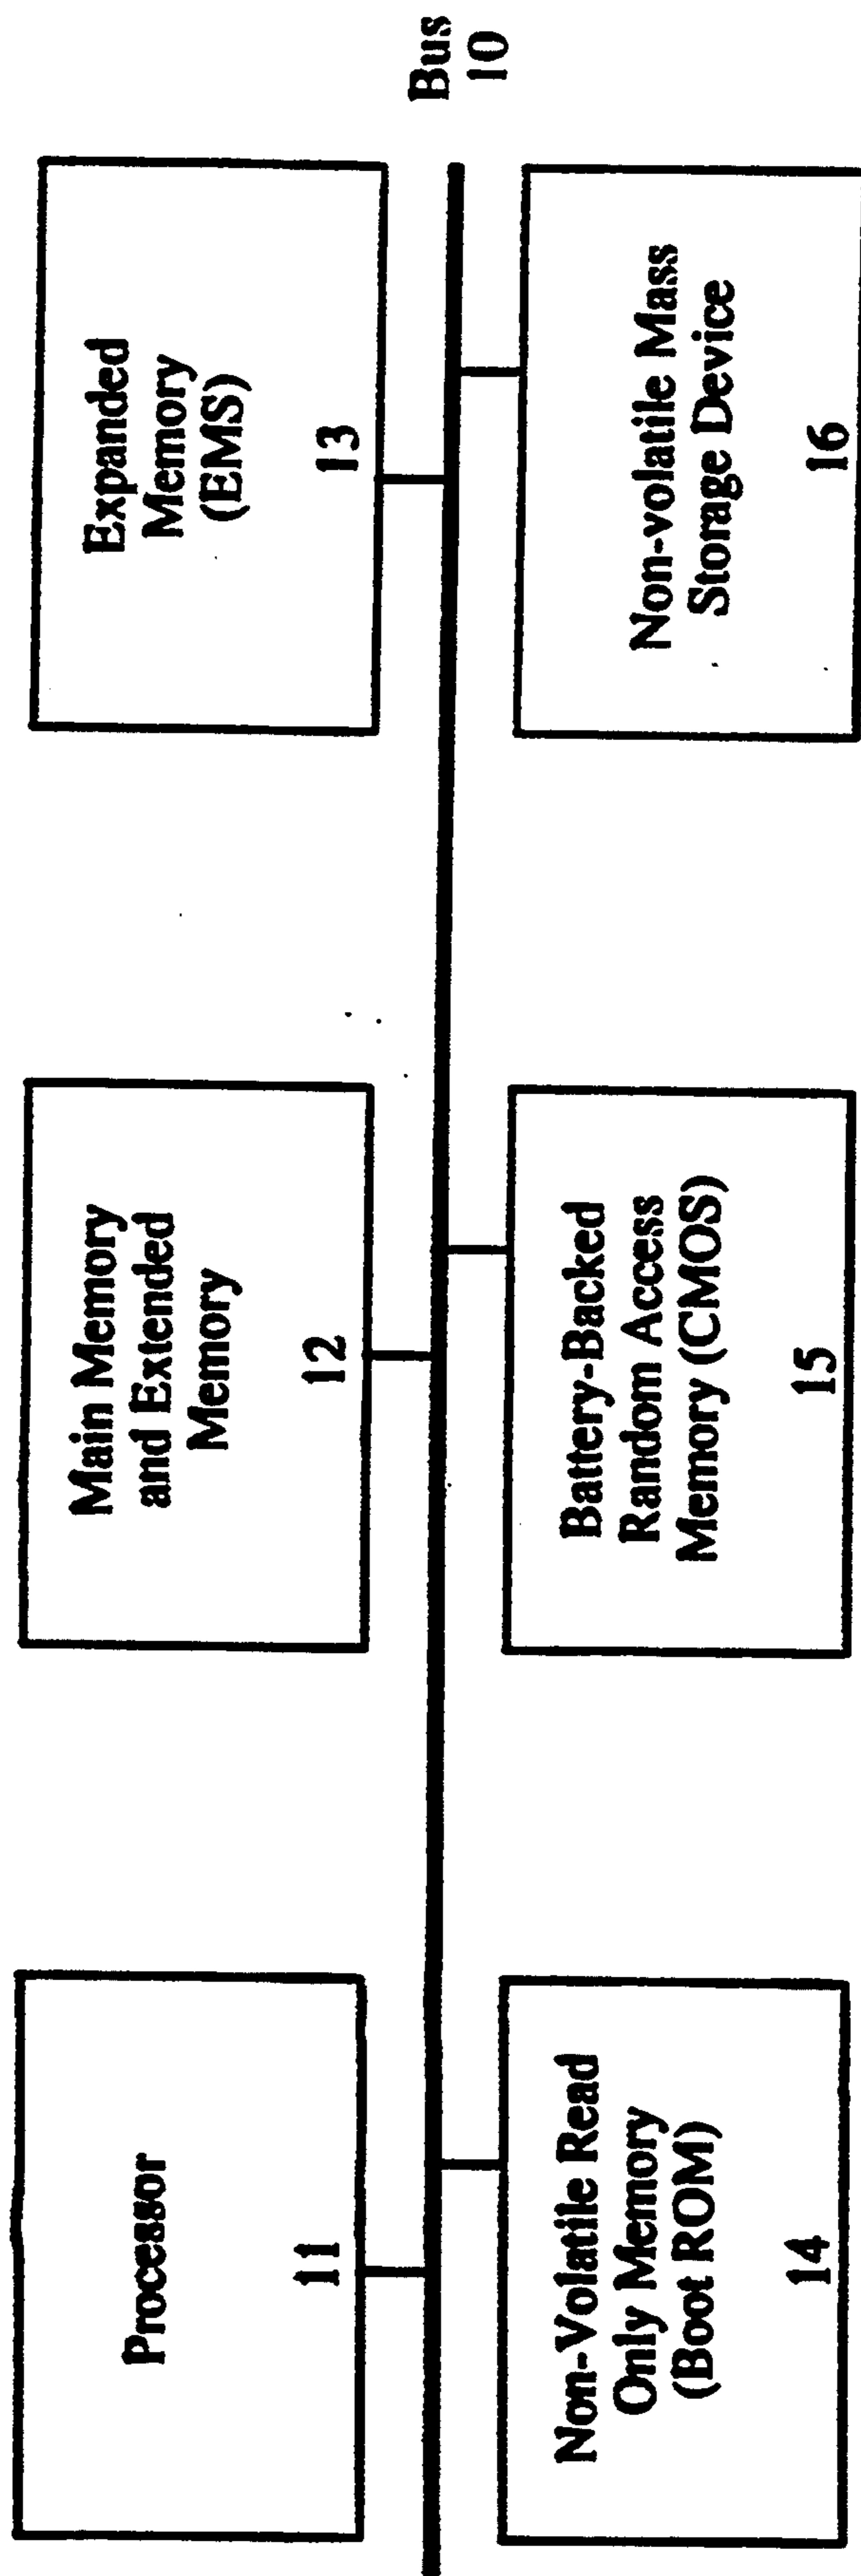 Processor
11
Main Memory
and Extended
Memory
12
Expanded
Memory
(EMS)
13
Bus
10
Non-Volatile Read
Only Memory
(Boot ROM)
14
Battery-Backed
Random Access
Memory (CMOS)
15
Non-volatile Mass
Storage Device
16